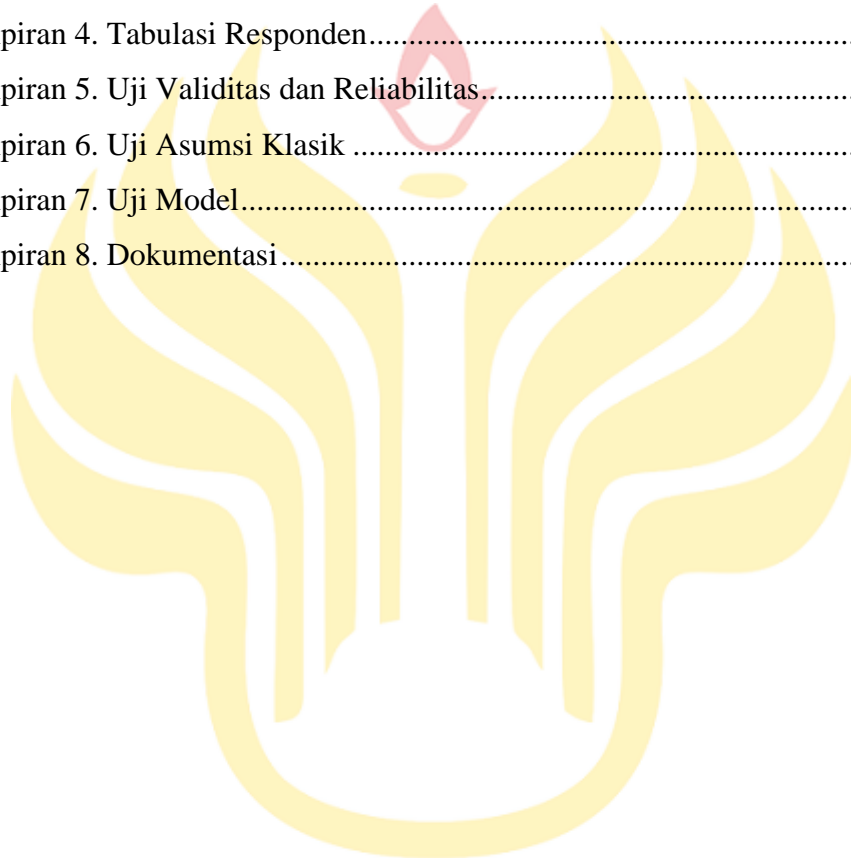 piran 4. Tabulasi Responden................................................................
piran 5. Uji Validitas dan Reliabilitas..................................................
piran 6. Uji Asumsi Klasik ..................................................................
piran 7. Uji Model................................................................................
piran 8. Dokumentasi...........................................................................